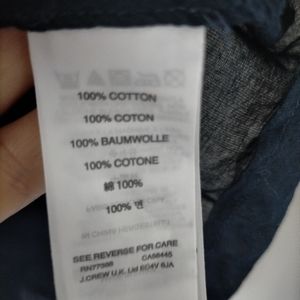 100% COTTON
100% COTON
100% BAUMWOLLE
100% COTONE
綿 100%
100% 면
SEE REVERSE FOR CARE
RN77388 CA56445
J.CREW U.K. Ltd EC4V 6JA